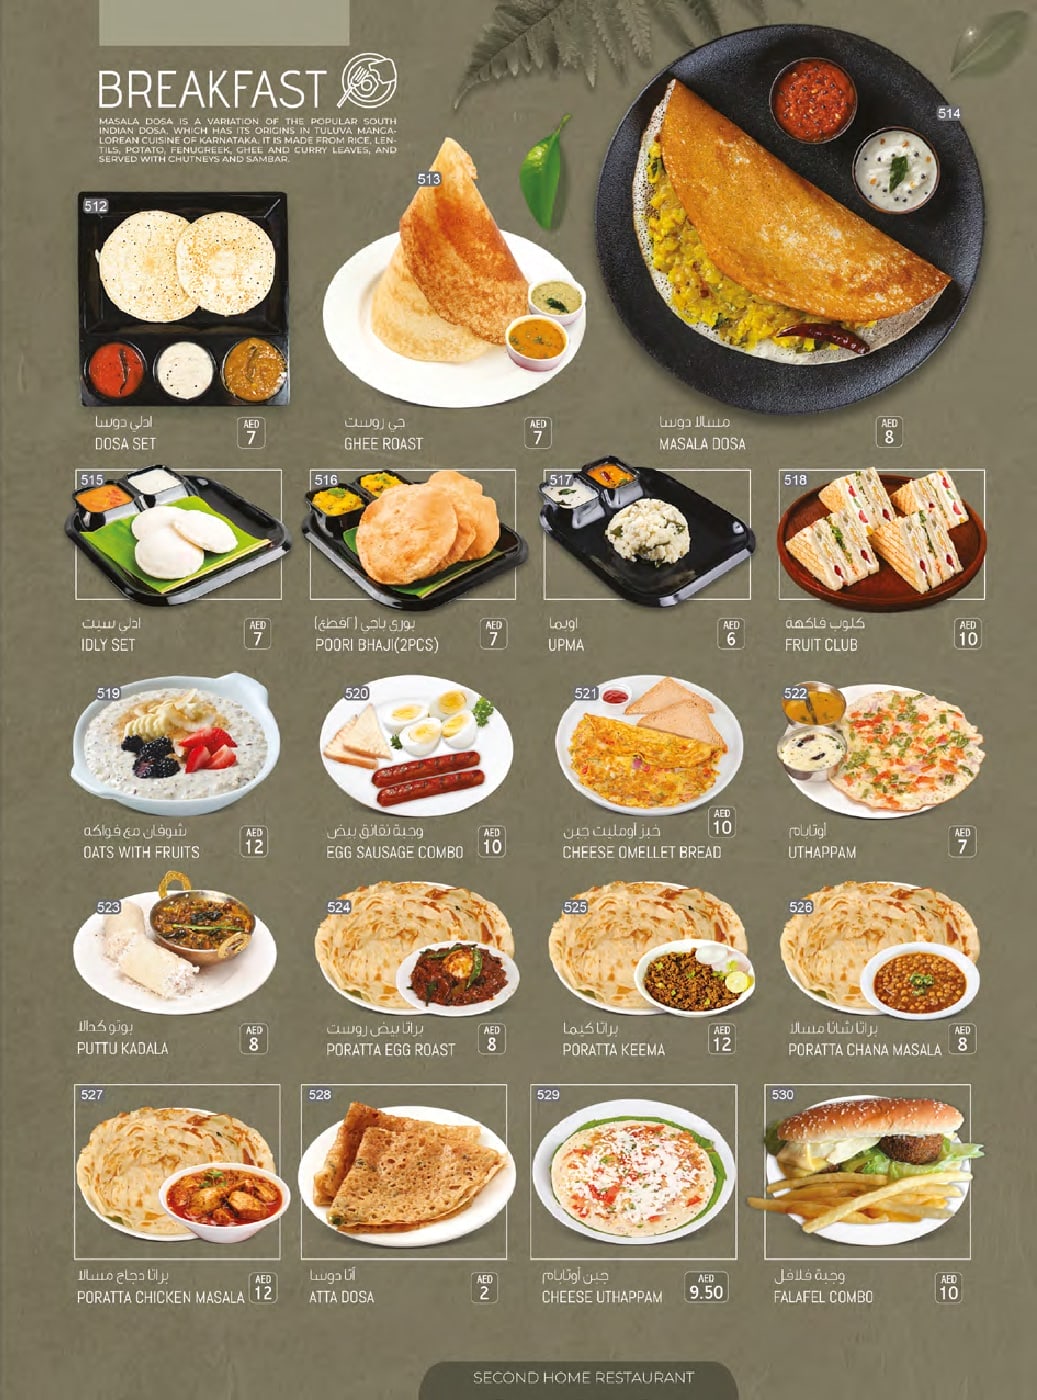 BREAKFAST
MASALA DOSA IS A VARIATION OF THE POPULAR SOUTH
INDIAN DOSA, WHICH HAS ITS ORIGINS IN TULUVA MANGA-
LOREAN CUISINE OF KARNATAKA. IT IS MADE FROM RICE, LEN-
TILS, POTATO, FENUGREEK, GHEE AND CURRY LEAVES, AND
SERVED WITH CHUTNEYS AND SAMBAR.
512
ادلي دوسا
DOSA SET
AED
7
513
جي روست
GHEE ROAST
AED
7
514
مسالا دوسا
MASALA DOSA
AED
8
515
ادلي سيت
IDLY SET
AED
7
516
بوري باجي (٢قطع)
POORI BHAJI(2PCS)
AED
7
517
اوبما
UPMA
AED
6
518
كلوب فاكهة
FRUIT CLUB
AED
10
519
شوفان مع فواكه
OATS WITH FRUITS
AED
12
520
وجبة نقانق بيض
EGG SAUSAGE COMBO
AED
10
521
خبز أومليت جبن
CHEESE OMELLET BREAD
AED
10
522
أوتابام
UTHAPPAM
AED
7
523
بوتو كدالا
PUTTU KADALA
AED
8
524
براتا بيض روست
PORATTA EGG ROAST
AED
8
525
براتا كيما
PORATTA KEEMA
AED
12
526
براتا شانا مسالا
PORATTA CHANA MASALA
AED
8
527
براتا دجاج مسالا
PORATTA CHICKEN MASALA
AED
12
528
أتا دوسا
ATTA DOSA
AED
2
529
جبن أوتابام
CHEESE UTHAPPAM
AED
9.50
530
وجبة فلافل
FALAFEL COMBO
AED
10
SECOND HOME RESTAURANT